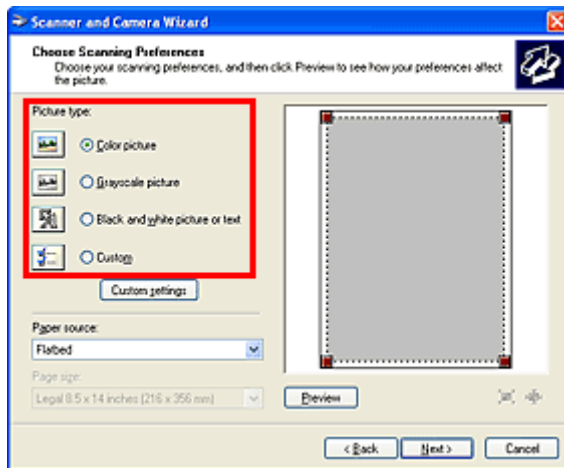 Scanner and Camera Wizard
Choose Scanning Preferences
Choose your scanning preferences, and then click Preview to see how your preferences affect
the picture.
Picture type:
Color picture
Grayscale picture
Black and white picture or text
Custom
Custom settings
Paper source:
Flatbed
Page size:
Legal 8.5 x 14 inches (216 x 356 mm)
Preview
< Back
Next >
Cancel